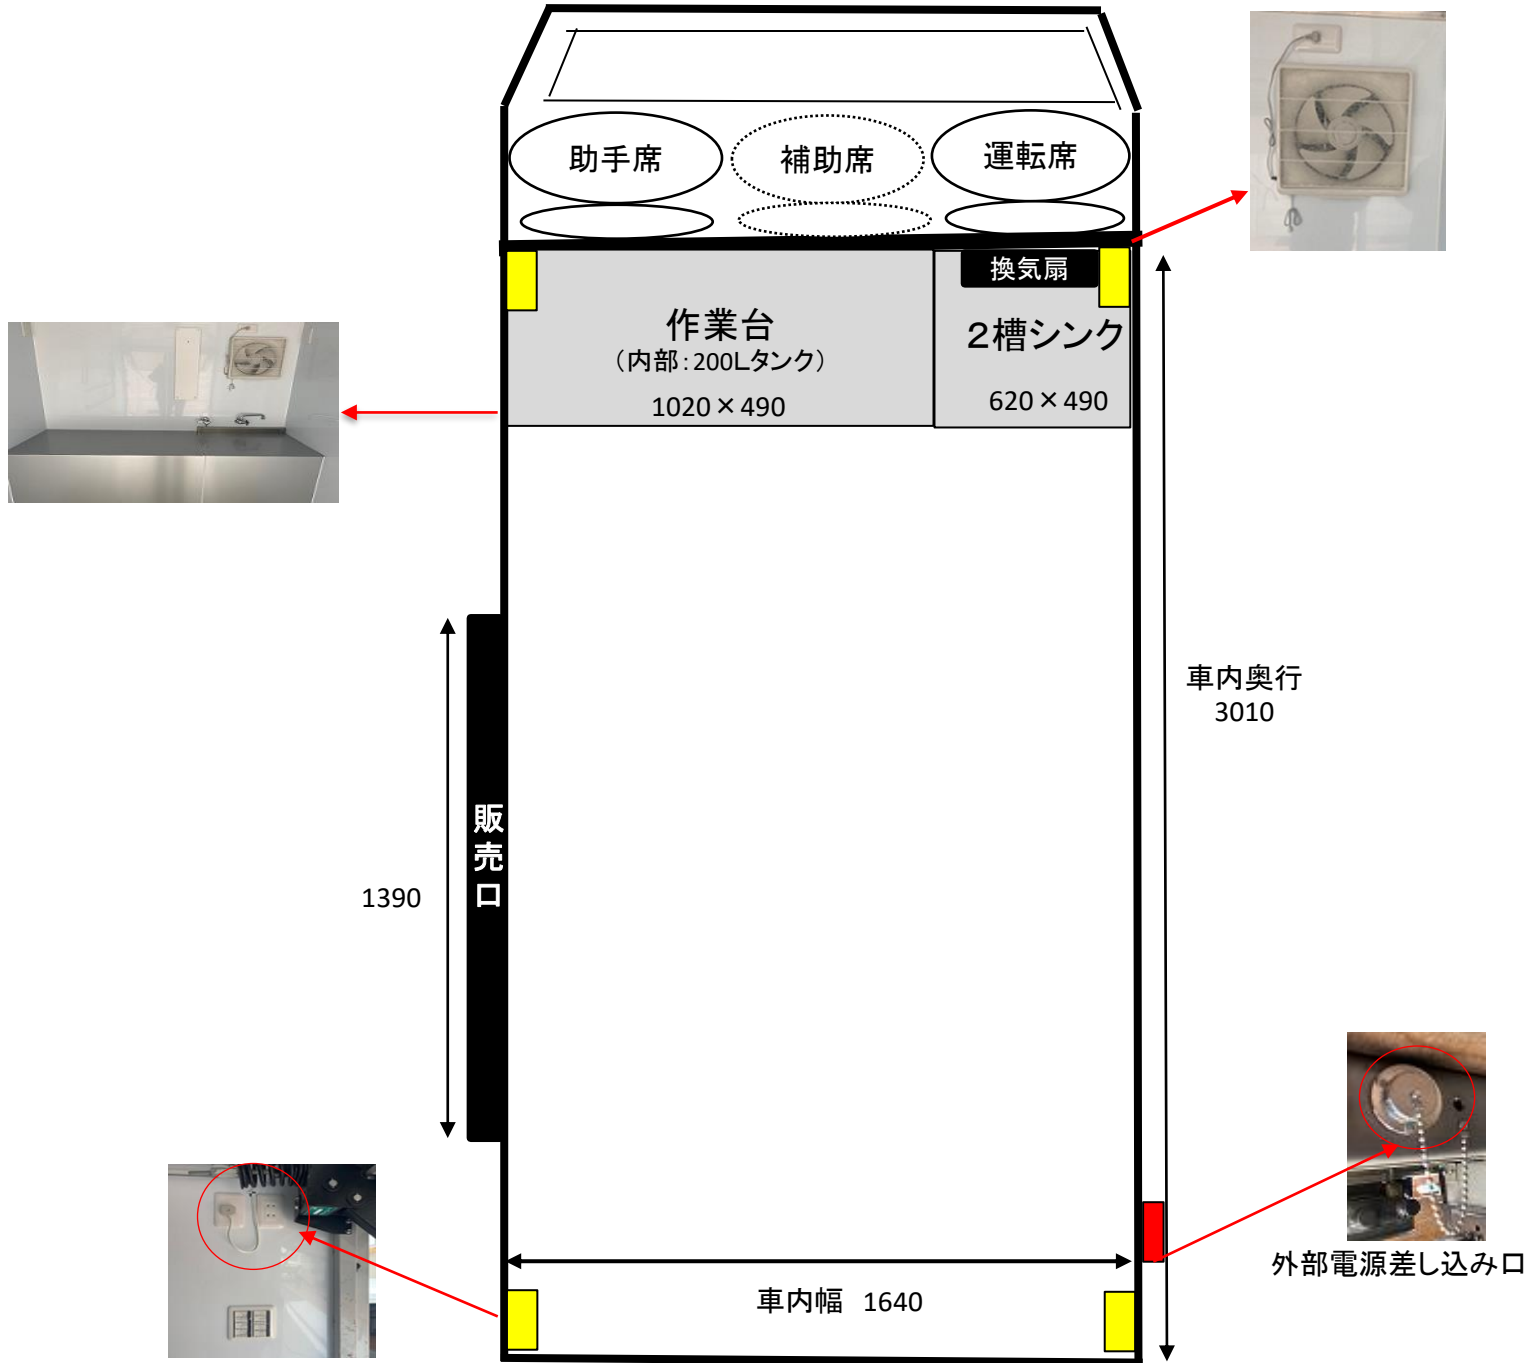 助手席
補助席
運転席
換気扇
作業台
（内部：200Lタンク）
1020×490
２槽シンク
620×490
車内奥行
3010
販売口
1390
外部電源差し込み口
車内幅 1640